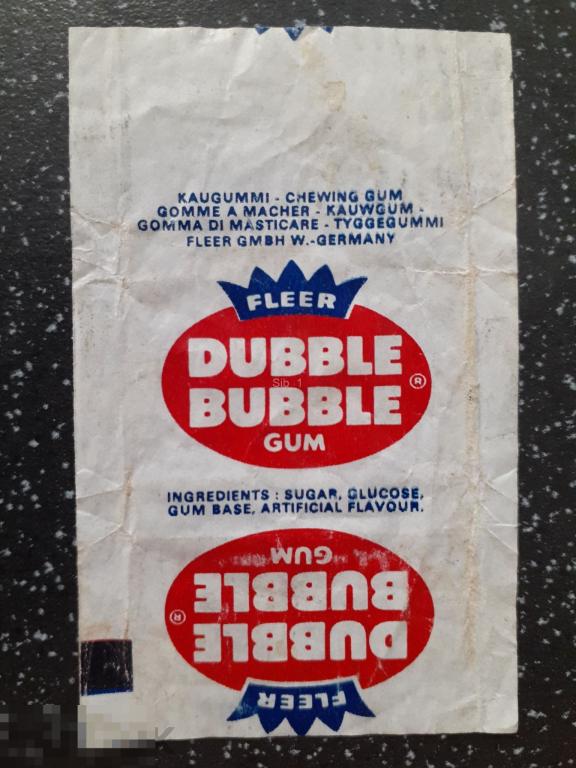 KAUGUMMI - CHEWING GUM
GOMME A MACHER - KAUWGUM -
GOMMA DI MASTICARE - TYGGEGUMMI
FLEER GMBH W.-GERMANY
FLEER
DUBBLE
BUBBLE ®
GUM
Sib_1
INGREDIENTS : SUGAR, GLUCOSE,
GUM BASE, ARTIFICIAL FLAVOUR.
FLEER
DUBBLE
BUBBLE ®
GUM